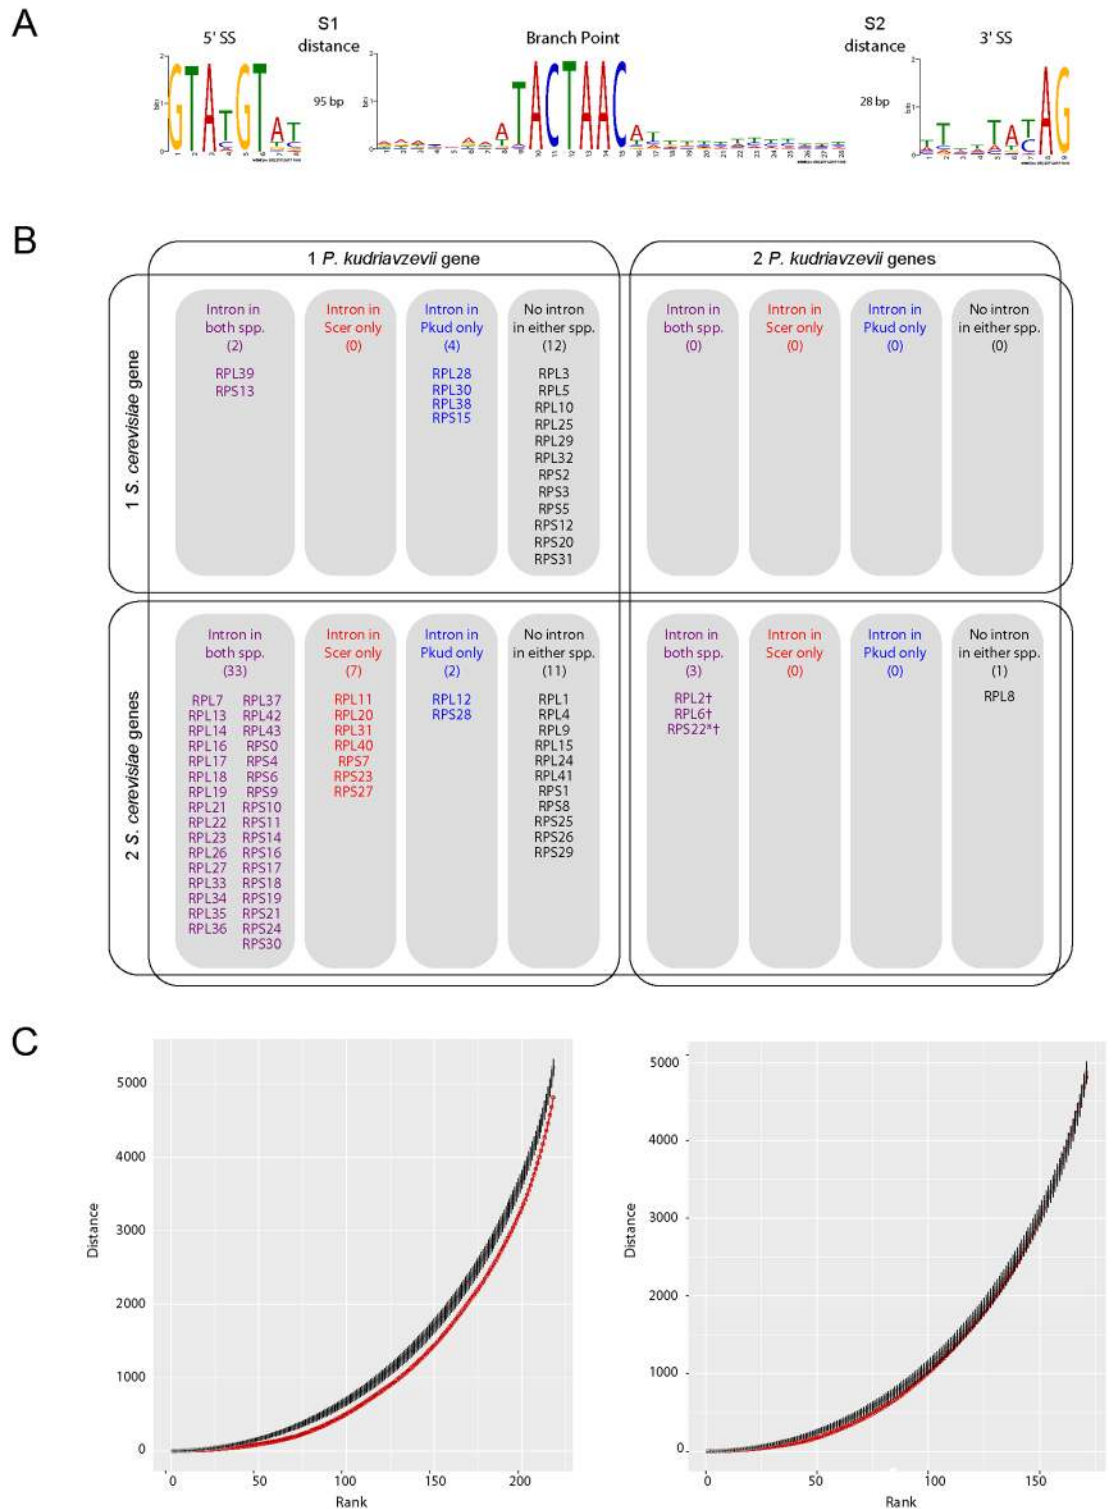 A
5' SS
S1
distance
Branch Point
S2
distance
3' SS
95 bp
28 bp
B
1 P. kudriavzevii gene
2 P. kudriavzevii genes
1 S. cerevisiae gene
Intron in
both spp.
(2)
RPL39
RPS13
Intron in
Scer only
(0)
Intron in
Pkud only
(4)
RPL28
RPL30
RPL38
RPS15
No intron
in either spp.
(12)
RPL3
RPL5
RPL10
RPL25
RPL29
RPL32
RPS2
RPS3
RPS5
RPS12
RPS20
RPS31
Intron in
both spp.
(0)
Intron in
Scer only
(0)
Intron in
Pkud only
(0)
No intron
in either spp.
(0)
2 S. cerevisiae genes
Intron in
both spp.
(33)
RPL7 RPL37
RPL13 RPL42
RPL14 RPL43
RPL16 RPS0
RPL17 RPS4
RPL18 RPS6
RPL19 RPS9
RPL21 RPS10
RPL22 RPS11
RPL23 RPS14
RPL26 RPS16
RPL27 RPS17
RPL33 RPS18
RPL34 RPS19
RPL35 RPS21
RPL36 RPS24
RPS30
Intron in
Scer only
(7)
RPL11
RPL20
RPL31
RPL40
RPS7
RPS23
RPS27
Intron in
Pkud only
(2)
RPL12
RPS28
No intron
in either spp.
(11)
RPL1
RPL4
RPL9
RPL15
RPL24
RPL41
RPS1
RPS8
RPS25
RPS26
RPS29
Intron in
both spp.
(3)
RPL2†
RPL6†
RPS22*†
Intron in
Scer only
(0)
Intron in
Pkud only
(0)
No intron
in either spp.
(1)
RPL8
C
5000
4000
3000
2000
1000
0
Distance
0 50 100 150 200
Rank
5000
4000
3000
2000
1000
0
Distance
0 50 100 150
Rank